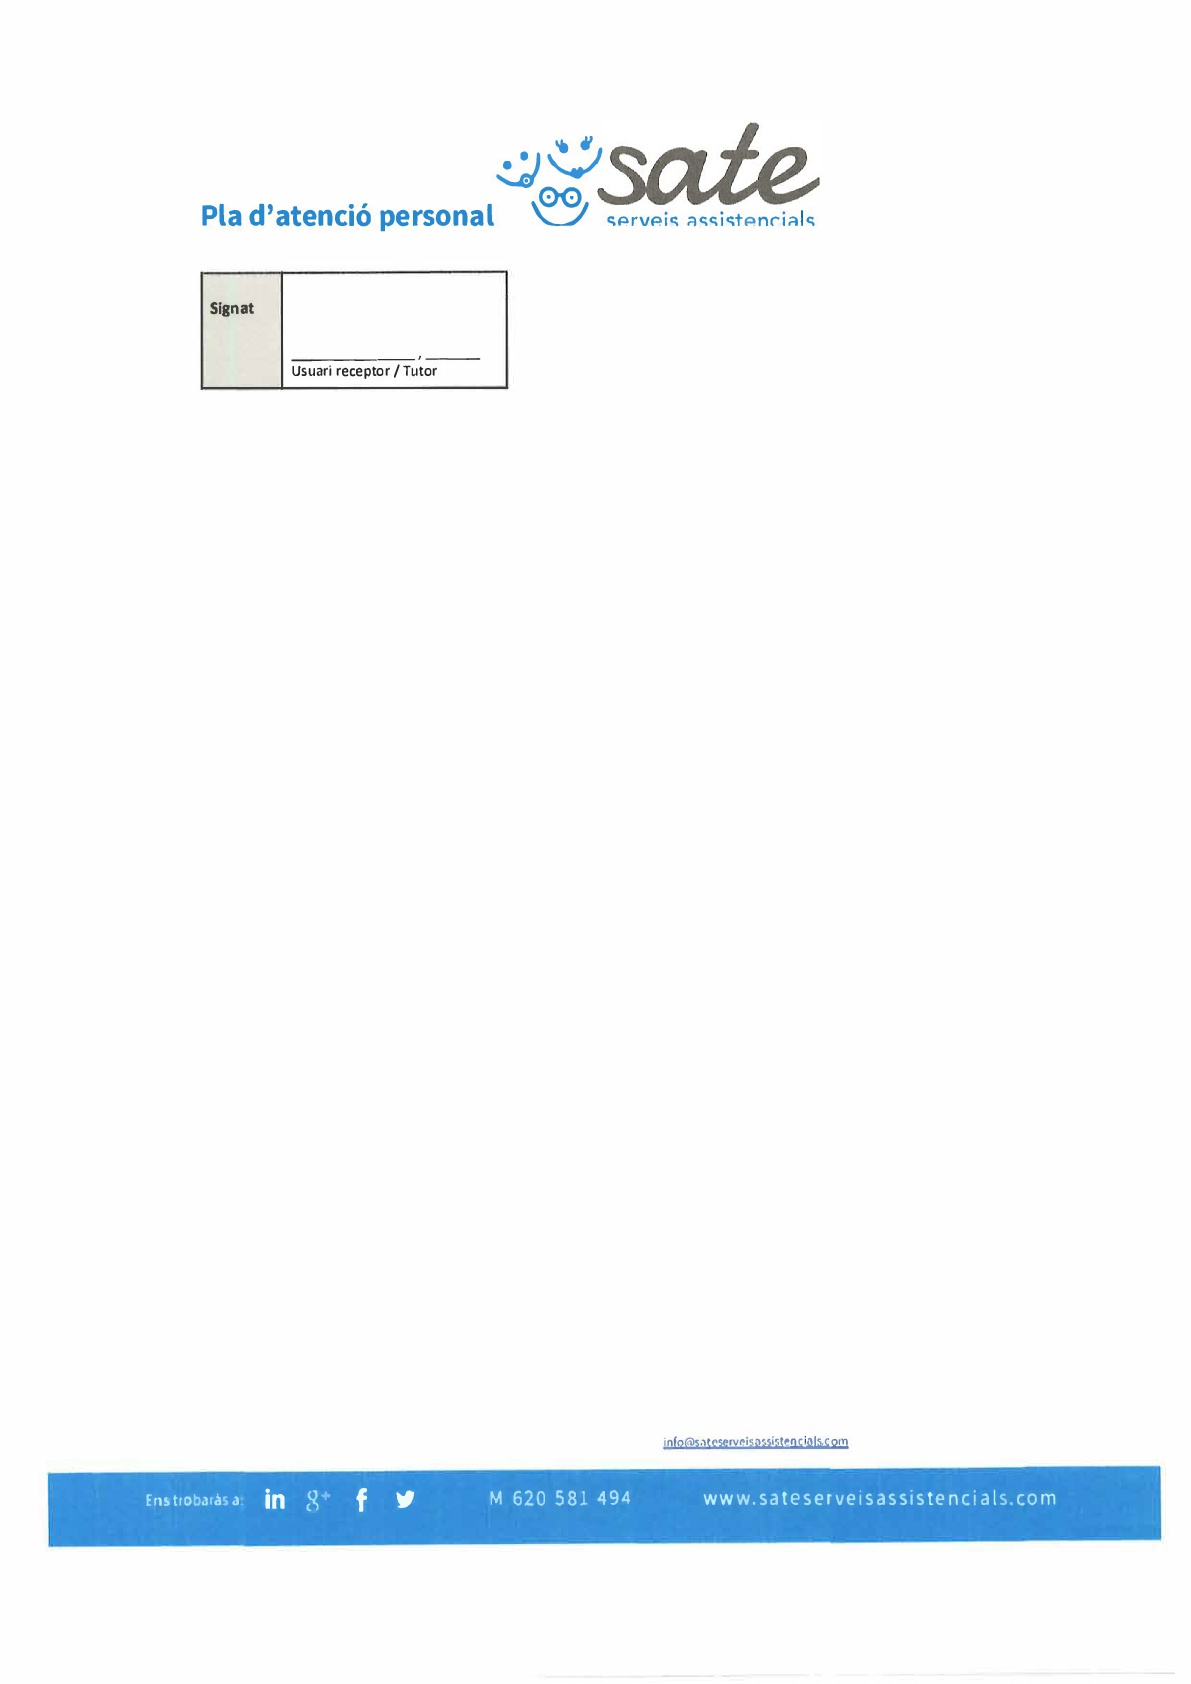 sate
serveis assistencials
Pla d'atenció personal
Signat
______________, ______
Usuari receptor / Tutor
info@sateserveisassistencials.com
Ens trobaràs a: in g+ f M 620 581 494 www.sateserveisassistencials.com